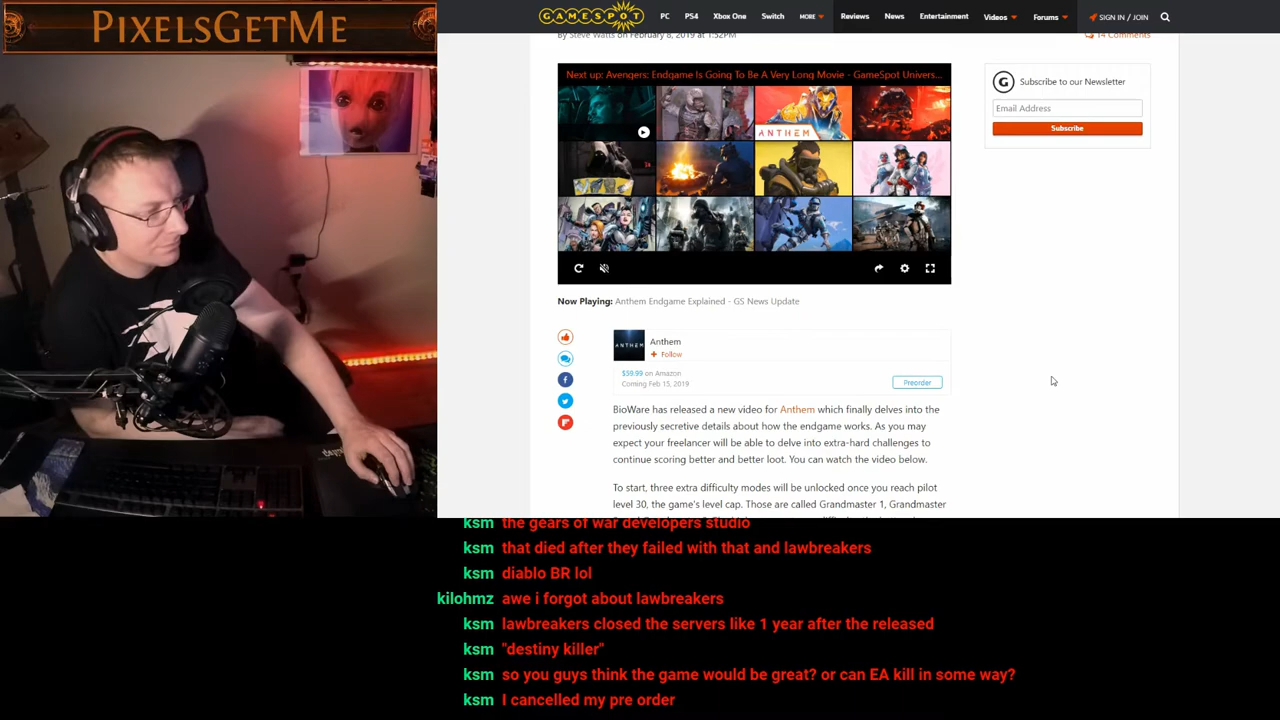 PIXELSGETME
GAMESPOT
PC PS4 Xbox One Switch MORE Reviews News Entertainment Videos Forums SIGN IN / JOIN
By Steve Watts on February 8, 2019 at 1:52PM
14 Comments
Next up: Avengers: Endgame Is Going To Be A Very Long Movie - GameSpot Univers...
ANTHEM
Subscribe to our Newsletter
Email Address
Subscribe
Now Playing: Anthem Endgame Explained - GS News Update
ANTHEM
Anthem
+ Follow
$59.99 on Amazon
Coming Feb 15, 2019
Preorder
BioWare has released a new video for Anthem which finally delves into the
previously secretive details about how the endgame works. As you may
expect your freelancer will be able to delve into extra-hard challenges to
continue scoring better and better loot. You can watch the video below.
To start, three extra difficulty modes will be unlocked once you reach pilot
level 30, the game's level cap. Those are called Grandmaster 1, Grandmaster
ksm the gears of war developers studio
ksm that died after they failed with that and lawbreakers
ksm diablo BR lol
kilohmz awe i forgot about lawbreakers
ksm lawbreakers closed the servers like 1 year after the released
ksm "destiny killer"
ksm so you guys think the game would be great? or can EA kill in some way?
ksm I cancelled my pre order